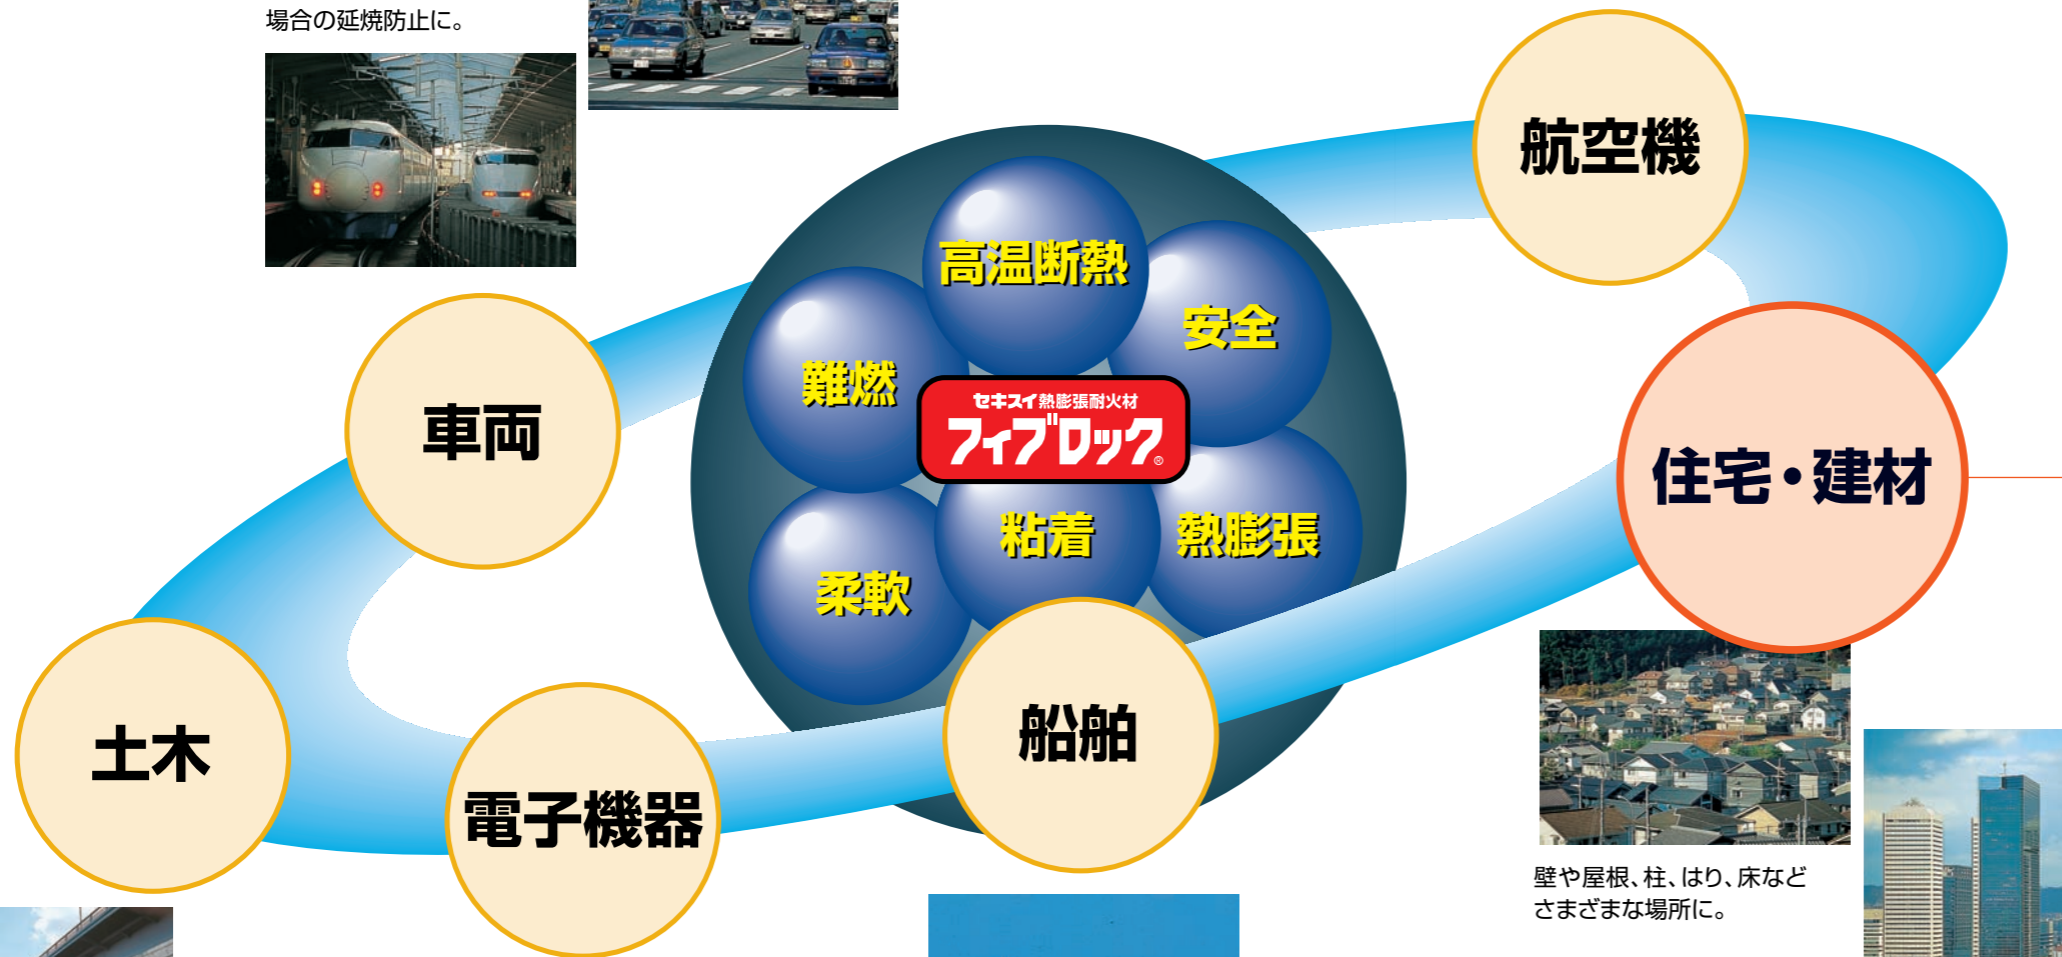 場合の延焼防止に。
航空機
高温断熱
安全
難燃
セキスイ熱膨張耐火材
フィブロック®
車両
住宅・建材
粘着
熱膨張
柔軟
船舶
土木
電子機器
壁や屋根、柱、はり、床など
さまざまな場所に。